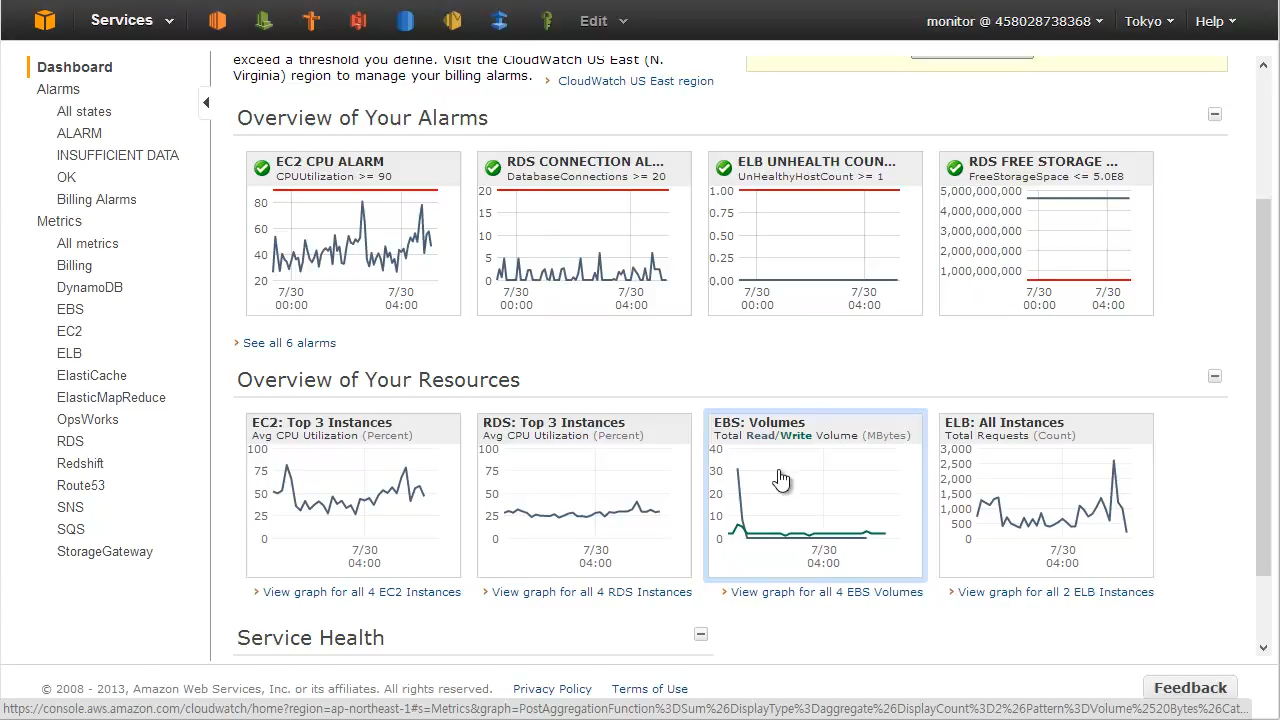 Services
Edit
monitor @ 458028738368
Tokyo
Help
Dashboard
Alarms
All states
ALARM
INSUFFICIENT DATA
OK
Billing Alarms
Metrics
All metrics
Billing
DynamoDB
EBS
EC2
ELB
ElastiCache
ElasticMapReduce
OpsWorks
RDS
Redshift
Route53
SNS
SQS
StorageGateway
exceed a threshold you define. Visit the CloudWatch US East (N.
Virginia) region to manage your billing alarms. CloudWatch US East region
Overview of Your Alarms
EC2 CPU ALARM
CPUUtilization >= 90
80
60
40
20
7/30
00:00
7/30
04:00
RDS CONNECTION AL...
DatabaseConnections >= 20
20
15
10
5
0
7/30
00:00
7/30
04:00
ELB UNHEALTH COUN...
UnHealthyHostCount >= 1
1.00
0.75
0.50
0.25
0.00
7/30
00:00
7/30
04:00
RDS FREE STORAGE ...
FreeStorageSpace <= 5.0E8
5,000,000,000
4,000,000,000
3,000,000,000
2,000,000,000
1,000,000,000
7/30
00:00
7/30
04:00
See all 6 alarms
Overview of Your Resources
EC2: Top 3 Instances
Avg CPU Utilization (Percent)
100
75
50
25
0
7/30
04:00
View graph for all 4 EC2 Instances
RDS: Top 3 Instances
Avg CPU Utilization (Percent)
100
75
50
25
0
7/30
04:00
View graph for all 4 RDS Instances
EBS: Volumes
Total Read/Write Volume (MBytes)
40
30
20
10
0
7/30
04:00
View graph for all 4 EBS Volumes
ELB: All Instances
Total Requests (Count)
3,000
2,500
2,000
1,500
1,000
500
0
7/30
04:00
View graph for all 2 ELB Instances
Service Health
© 2008 - 2013, Amazon Web Services, Inc. or its affiliates. All rights reserved.
Privacy Policy
Terms of Use
Feedback
https://console.aws.amazon.com/cloudwatch/home?region=ap-northeast-1#s=Metrics&graph=PostAggregationFunction%3DSum%26DisplayType%3Daggregate%26DisplayCount%3D2%26Pattern%3DVolume%2520Bytes%26Cat...